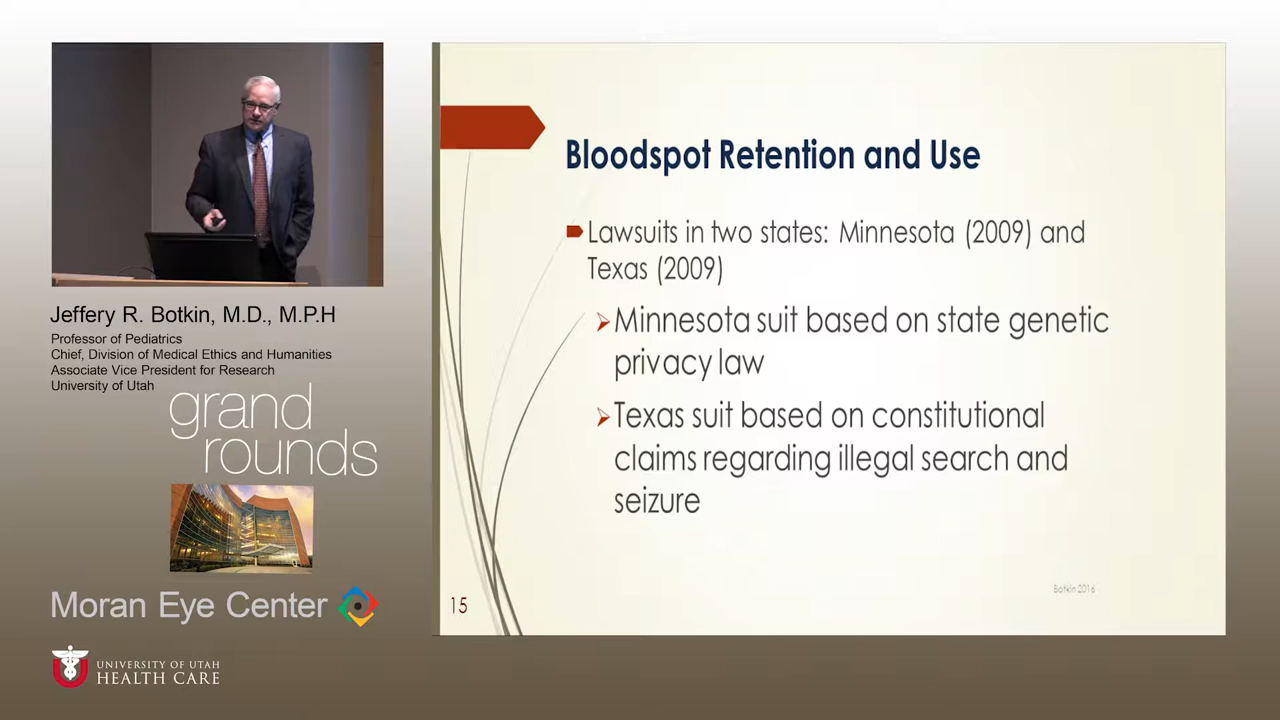 Jeffery R. Botkin, M.D., M.P.H
Professor of Pediatrics
Chief, Division of Medical Ethics and Humanities
Associate Vice President for Research
University of Utah
grand
rounds
Moran Eye Center
UNIVERSITY OF UTAH
HEALTH CARE
Bloodspot Retention and Use
Lawsuits in two states: Minnesota (2009) and
Texas (2009)
Minnesota suit based on state genetic
privacy law
Texas suit based on constitutional
claims regarding illegal search and
seizure
Botkin 2016
15